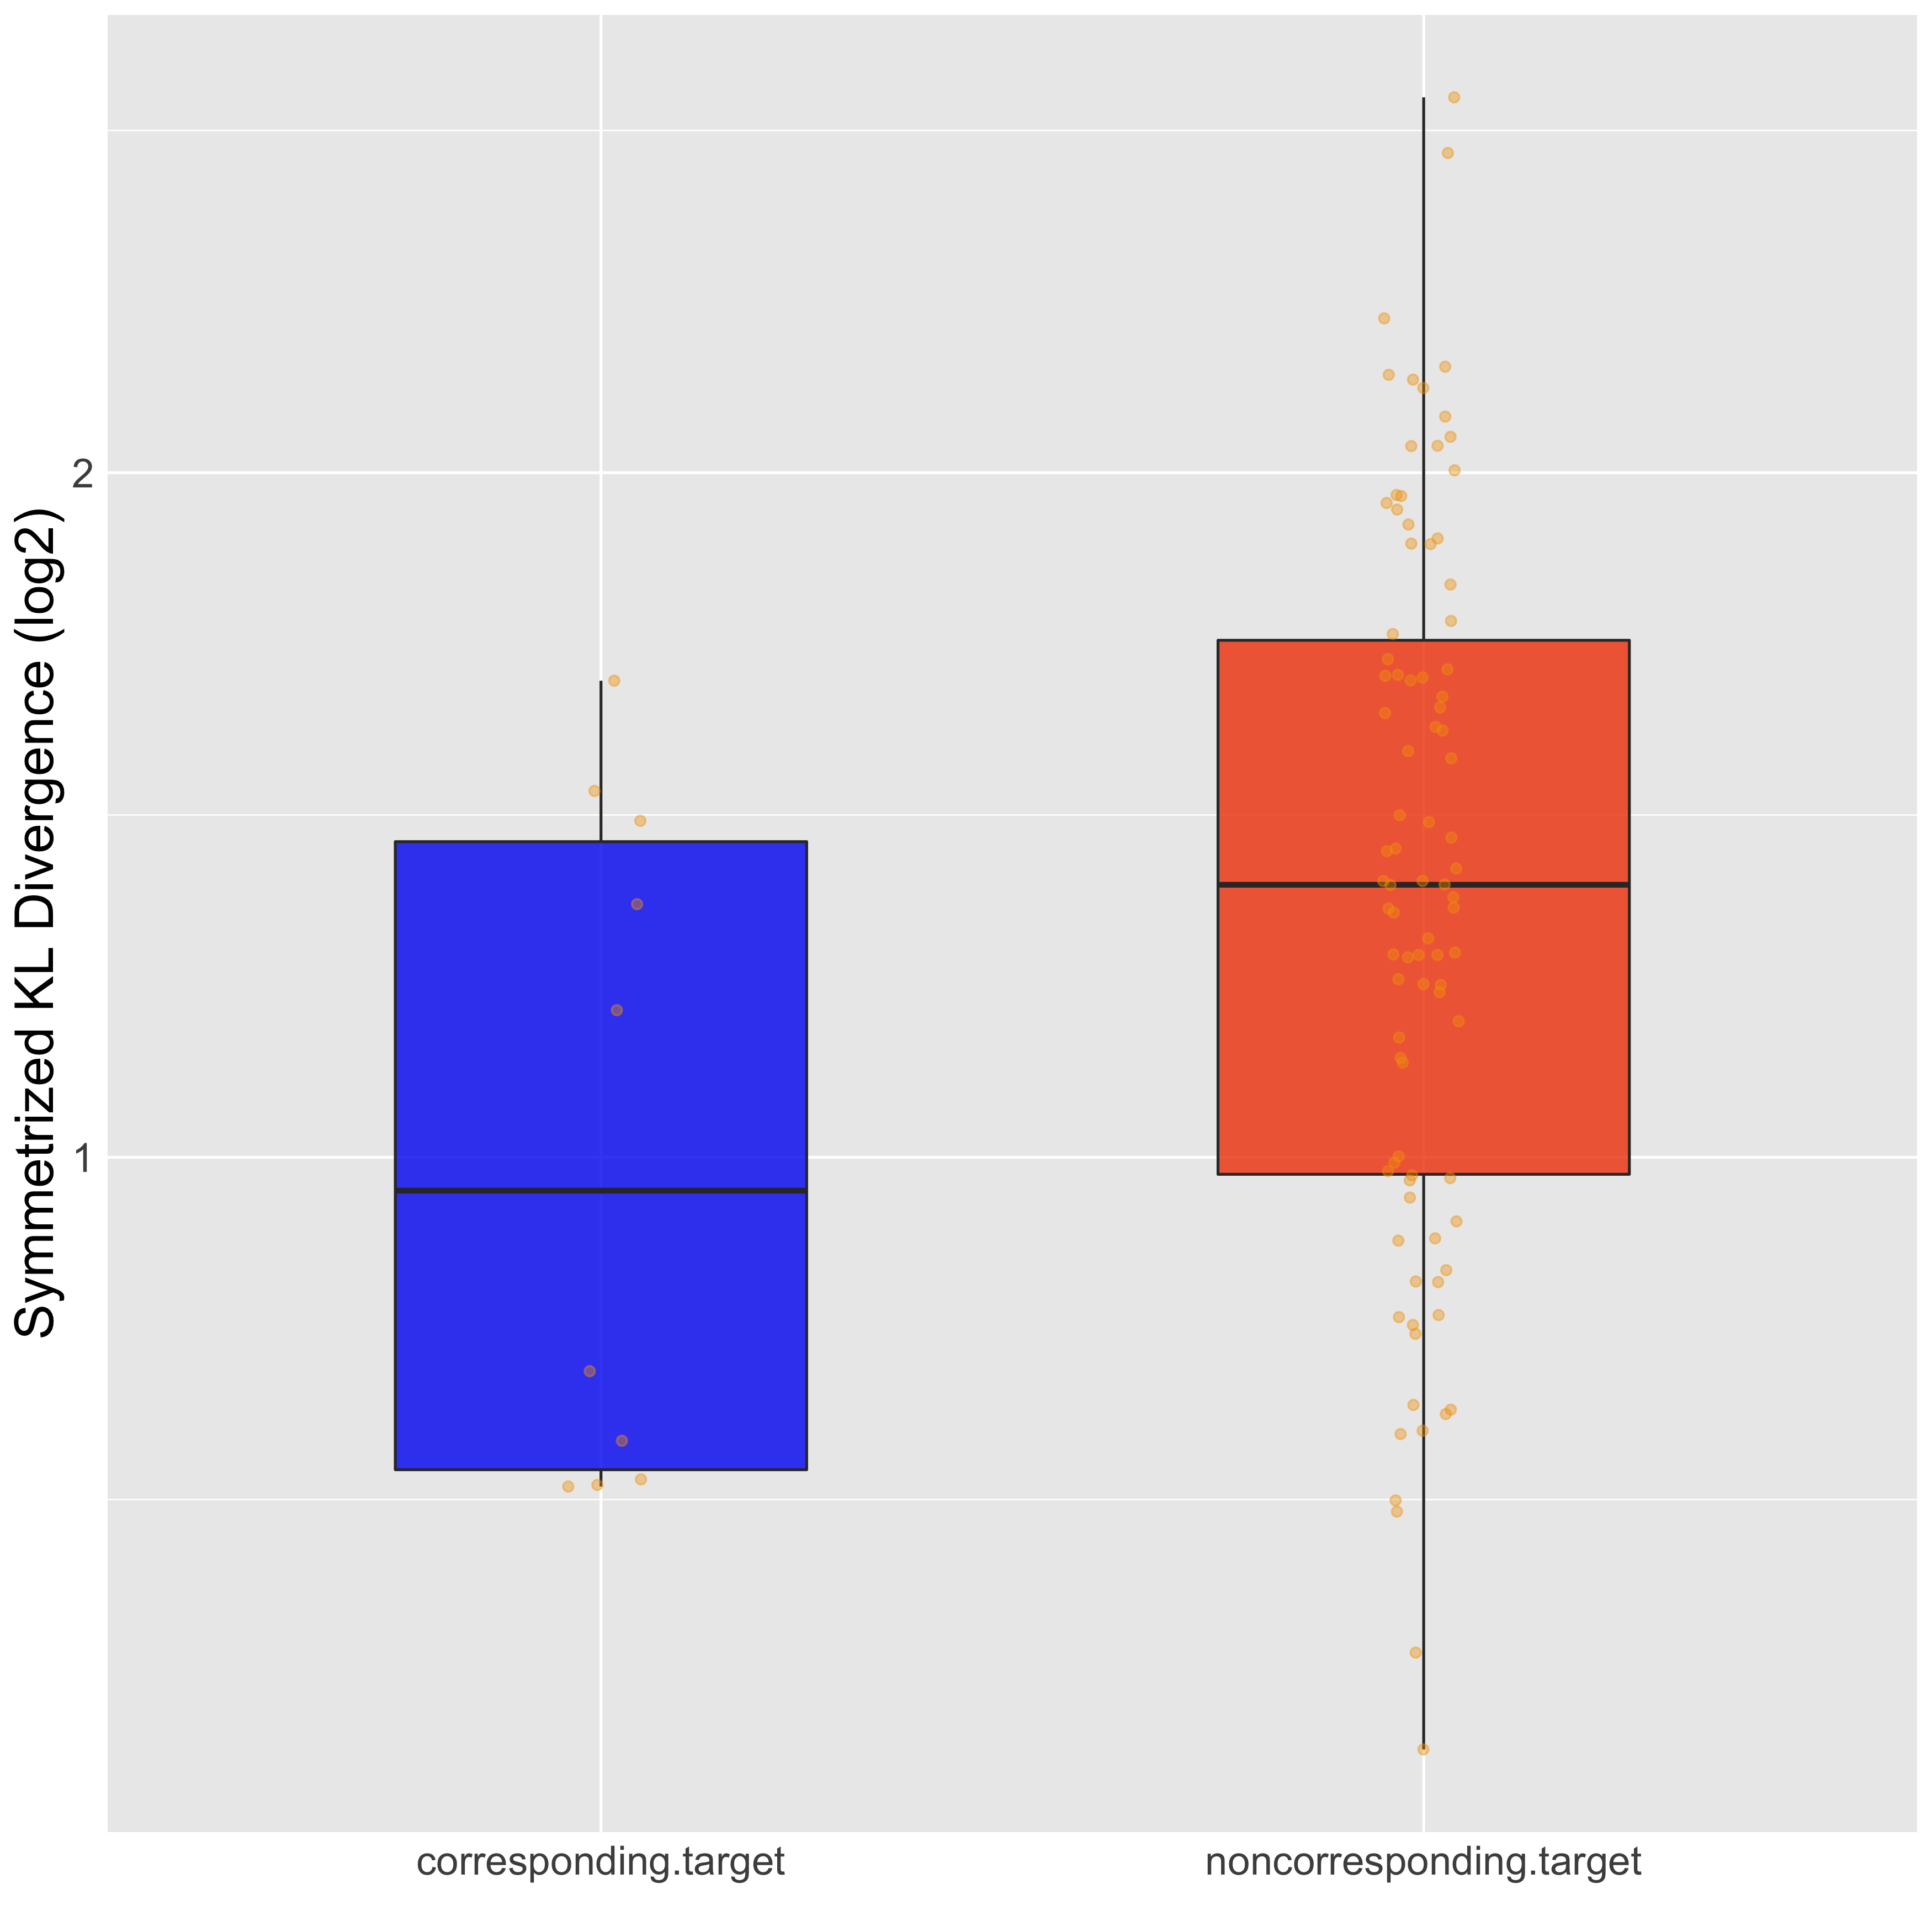 Symmetrized KL Divergence (log2)
2
1
corresponding.target
noncorresponding.target